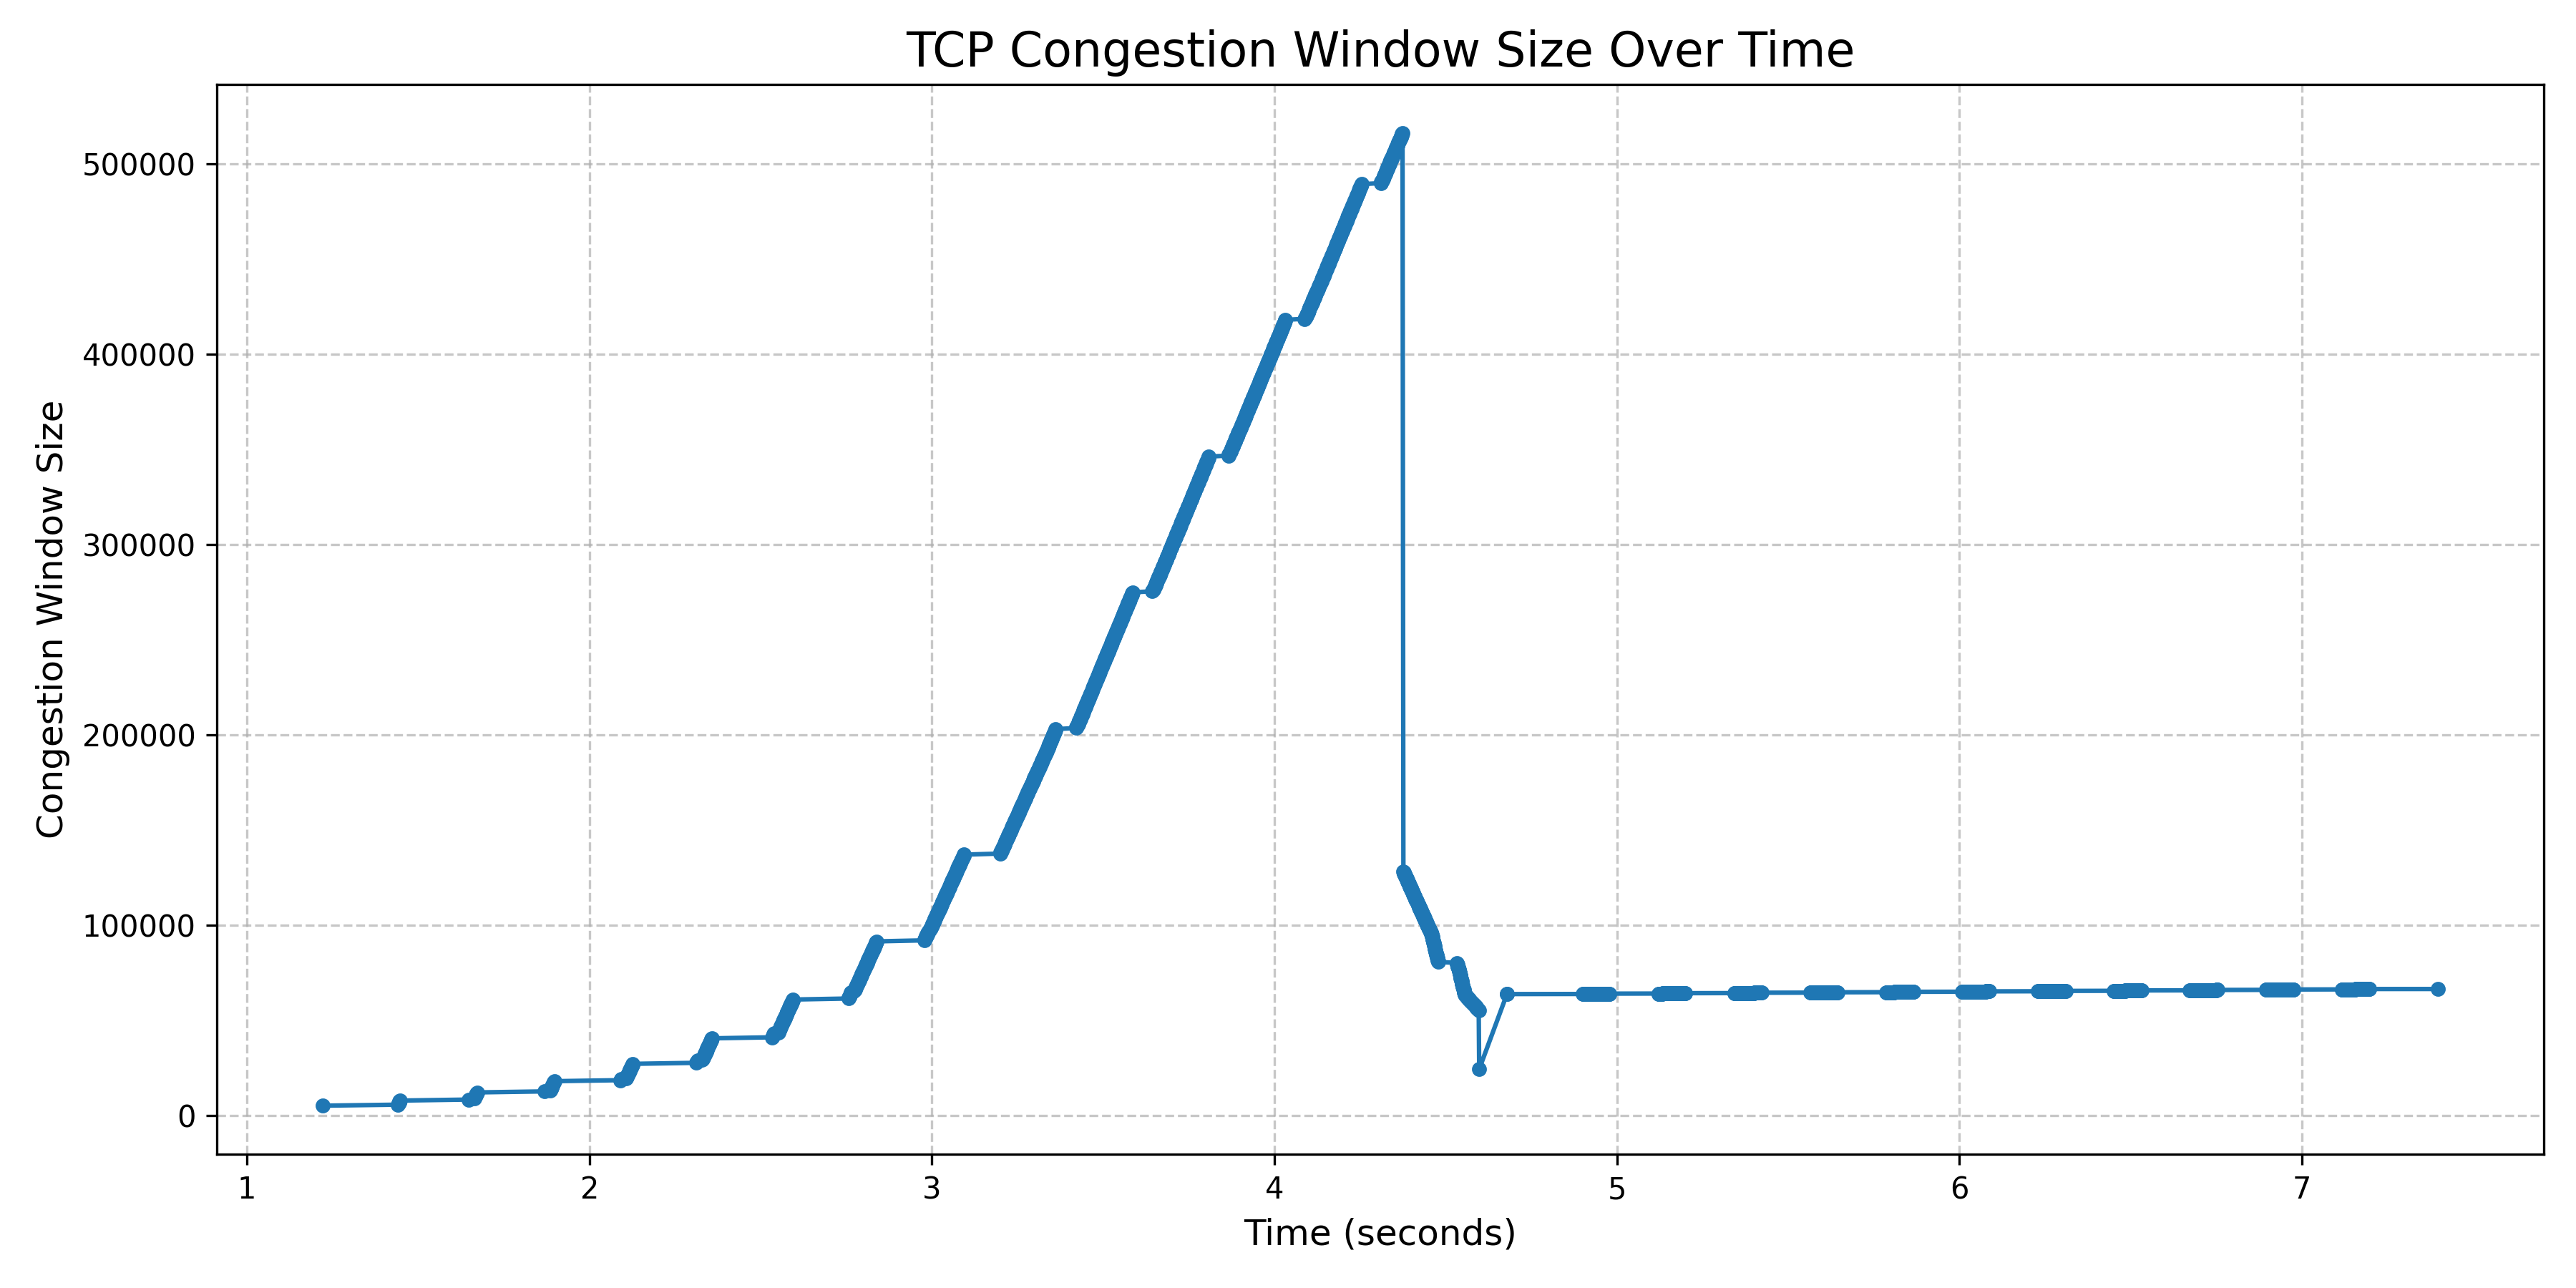 TCP Congestion Window Size Over Time
Congestion Window Size
500000
400000
300000
200000
100000
0
1 2 3 4 5 6 7
Time (seconds)